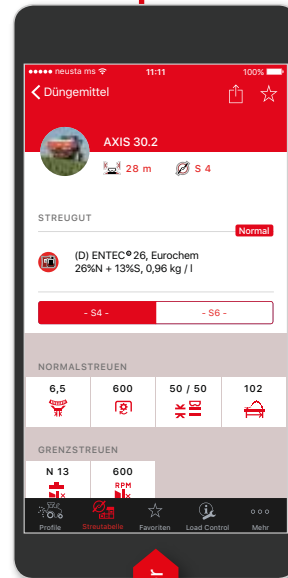 neusta ms 11:11 100%
Düngemittel
AXIS 30.2
28 m S 4
STREUGUT
Normal
(D) ENTEC® 26, Eurochem
26%N + 13%S, 0,96 kg / l
- S4 - - S6 -
NORMALSTREUEN
6,5 600 50 / 50 102
GRENZSTREUEN
N 13 600
RPM
Profile Streutabelle Favoriten Load Control Mehr